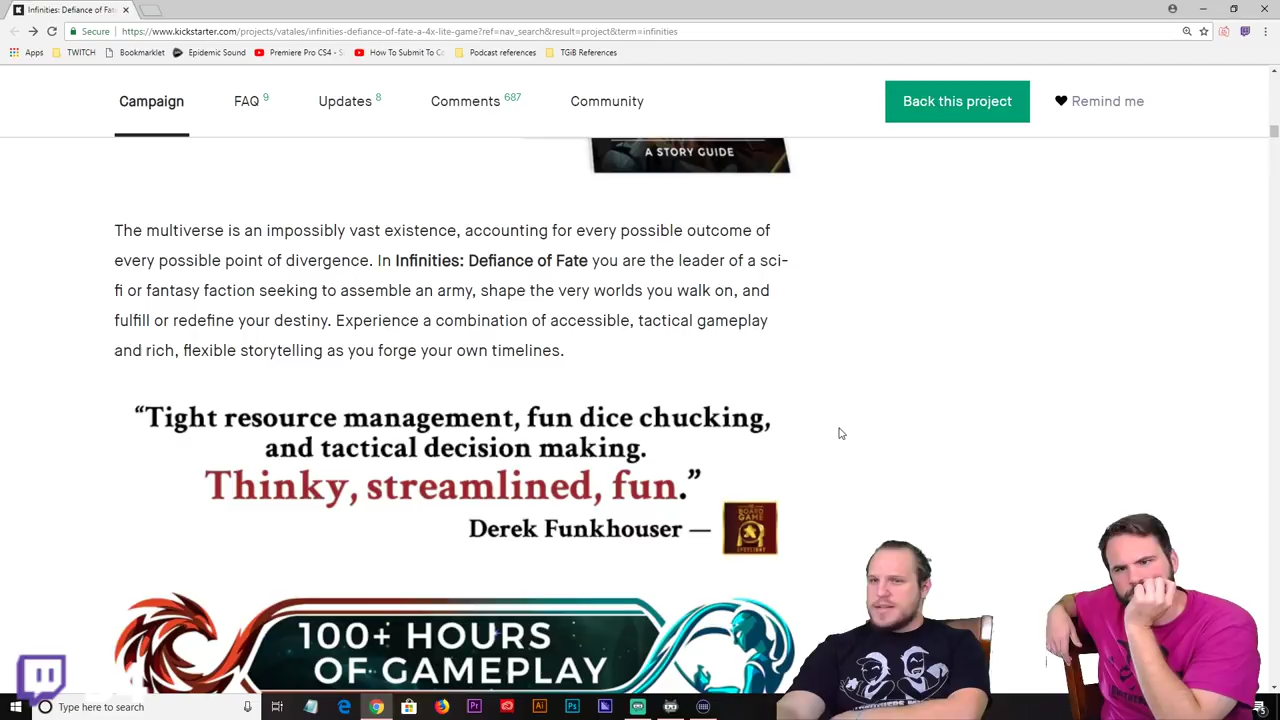 Infinities: Defiance of Fate
Secure | https://www.kickstarter.com/projects/vatales/infinities-defiance-of-fate-a-4x-lite-game?ref=nav_search&result=project&term=infinities
Apps TWITCH Bookmarklet Epidemic Sound Premiere Pro CS4 - How To Submit To Co Podcast references TGiB References
Campaign FAQ 9 Updates 8 Comments 687 Community Back this project Remind me
A STORY GUIDE
The multiverse is an impossibly vast existence, accounting for every possible outcome of
every possible point of divergence. In Infinities: Defiance of Fate you are the leader of a sci-
fi or fantasy faction seeking to assemble an army, shape the very worlds you walk on, and
fulfill or redefine your destiny. Experience a combination of accessible, tactical gameplay
and rich, flexible storytelling as you forge your own timelines.
“Tight resource management, fun dice chucking,
and tactical decision making.
Thinky, streamlined, fun.”
Derek Funkhouser —
BOARD GAME
SPOTLIGHT
100+ HOURS
OF GAMEPLAY
Type here to search